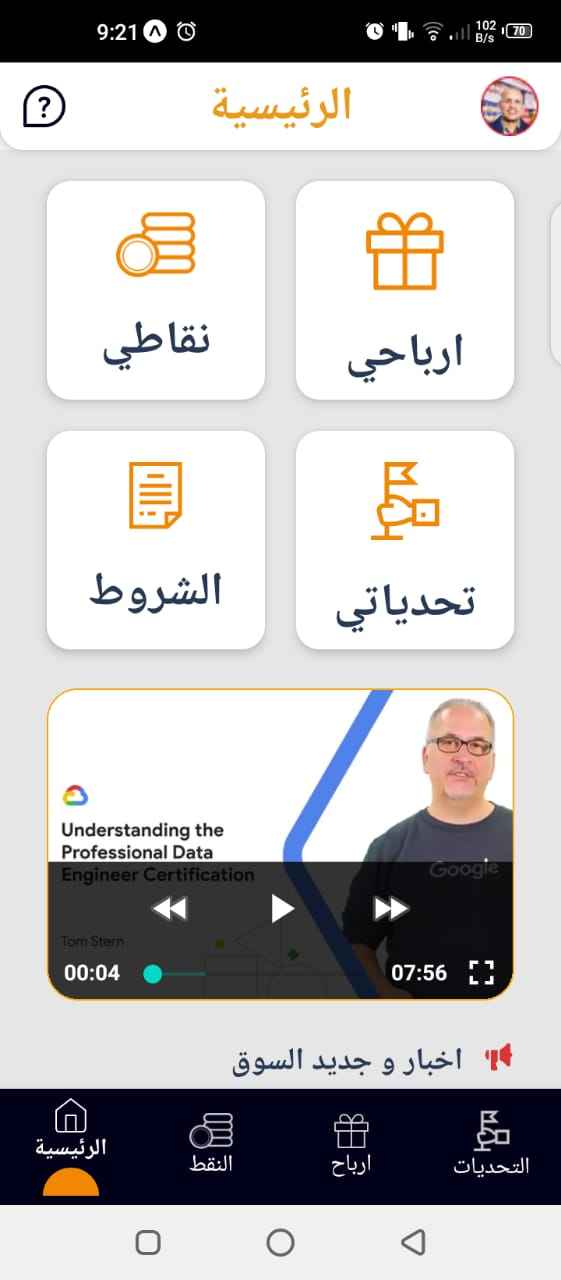 9:21
102
B/s
70
?
الرئيسية
ارباحي
نقاطي
تحدياتي
الشروط
Understanding the
Professional Data
Engineer Certification
Google
Tom Stern
00:04
07:56
اخبار و جديد السوق
التحديات
ارباح
النقط
الرئيسية